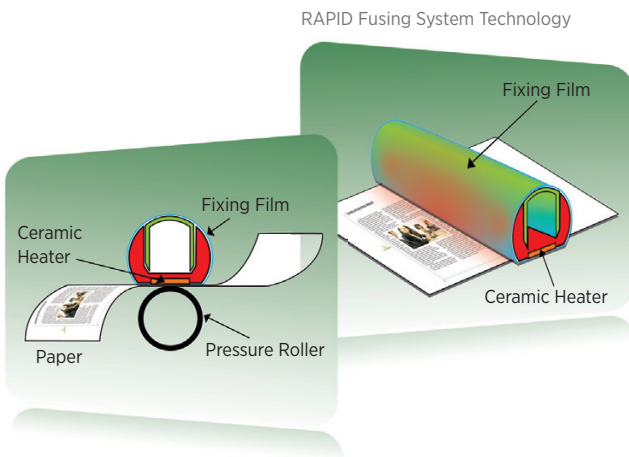 RAPID Fusing System Technology
Fixing Film
Ceramic Heater
Fixing Film
Ceramic
Heater
Pressure Roller
Paper